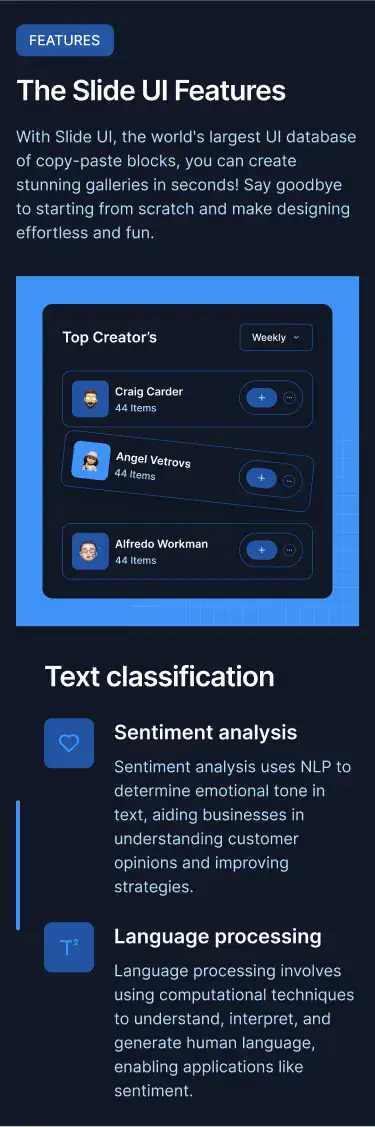 FEATURES
The Slide UI Features
With Slide UI, the world's largest UI database
of copy-paste blocks, you can create
stunning galleries in seconds! Say goodbye
to starting from scratch and make designing
effortless and fun.
Top Creator's
Weekly
Craig Carder
44 Items
Angel Vetrovs
44 Items
Alfredo Workman
44 Items
Text classification
Sentiment analysis
Sentiment analysis uses NLP to
determine emotional tone in
text, aiding businesses in
understanding customer
opinions and improving
strategies.
T²
Language processing
Language processing involves
using computational techniques
to understand, interpret, and
generate human language,
enabling applications like
sentiment.